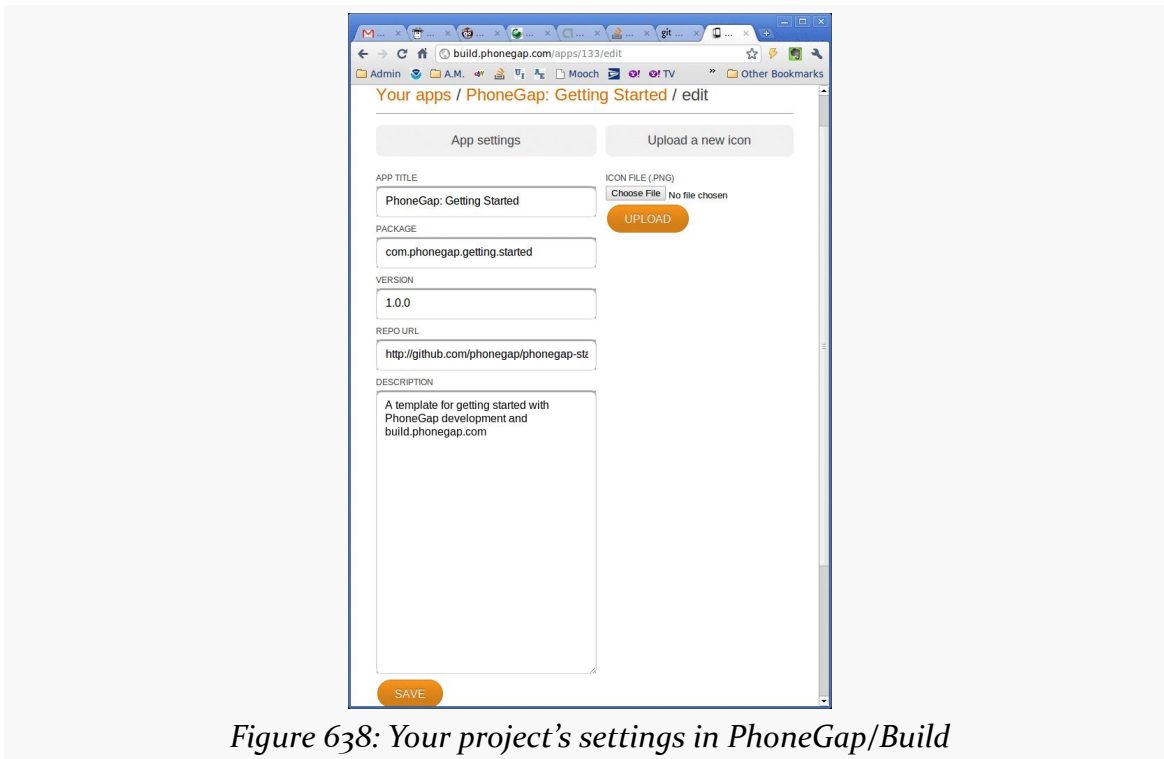 M ... ... ... ... ... ... git ... ...
build.phonegap.com/apps/133/edit
Admin A.M. Mooch TV » Other Bookmarks
Your apps / PhoneGap: Getting Started / edit
App settings Upload a new icon
APP TITLE ICON FILE (.PNG)
PhoneGap: Getting Started Choose File No file chosen
UPLOAD
PACKAGE
com.phonegap.getting.started
VERSION
1.0.0
REPO URL
http://github.com/phonegap/phonegap-sta
DESCRIPTION
A template for getting started with
PhoneGap development and
build.phonegap.com
SAVE
Figure 638: Your project's settings in PhoneGap/Build